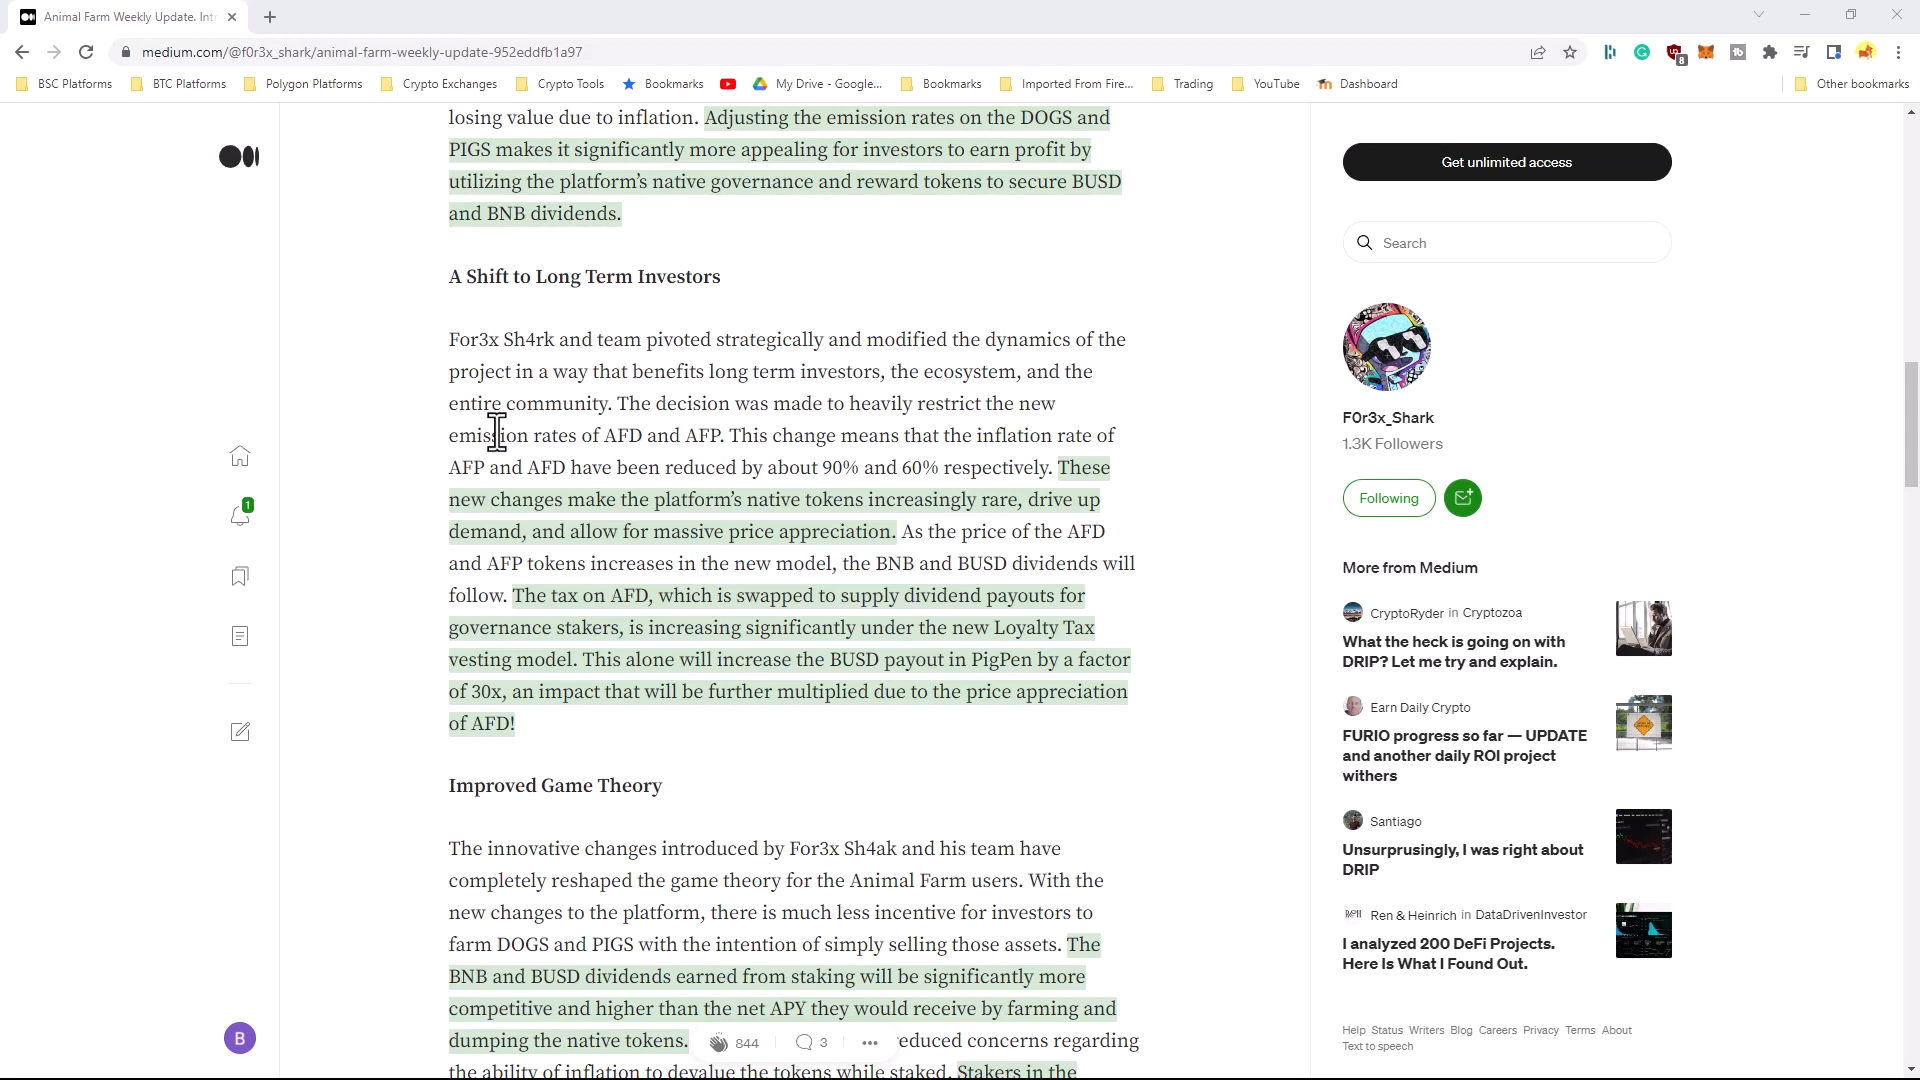 Animal Farm Weekly Update. Intr
medium.com/@f0r3x_shark/animal-farm-weekly-update-952eddfb1a97
8
BSC Platforms
BTC Platforms
Polygon Platforms
Crypto Exchanges
Crypto Tools
Bookmarks
My Drive - Google...
Bookmarks
Imported From Fire...
Trading
YouTube
Dashboard
Other bookmarks
losing value due to inflation. Adjusting the emission rates on the DOGS and
PIGS makes it significantly more appealing for investors to earn profit by
utilizing the platform’s native governance and reward tokens to secure BUSD
and BNB dividends.
A Shift to Long Term Investors
For3x Sh4rk and team pivoted strategically and modified the dynamics of the
project in a way that benefits long term investors, the ecosystem, and the
entire community. The decision was made to heavily restrict the new
emission rates of AFD and AFP. This change means that the inflation rate of
AFP and AFD have been reduced by about 90% and 60% respectively. These
new changes make the platform’s native tokens increasingly rare, drive up
demand, and allow for massive price appreciation. As the price of the AFD
and AFP tokens increases in the new model, the BNB and BUSD dividends will
follow. The tax on AFD, which is swapped to supply dividend payouts for
governance stakers, is increasing significantly under the new Loyalty Tax
vesting model. This alone will increase the BUSD payout in PigPen by a factor
of 30x, an impact that will be further multiplied due to the price appreciation
of AFD!
Improved Game Theory
The innovative changes introduced by For3x Sh4ak and his team have
completely reshaped the game theory for the Animal Farm users. With the
new changes to the platform, there is much less incentive for investors to
farm DOGS and PIGS with the intention of simply selling those assets. The
BNB and BUSD dividends earned from staking will be significantly more
competitive and higher than the net APY they would receive by farming and
dumping the native tokens. educed concerns regarding
the ability of inflation to devalue the tokens while staked. Stakers in the
844
3
1
B
Get unlimited access
Search
F0r3x_Shark
1.3K Followers
Following
More from Medium
CryptoRyder in Cryptozoa
What the heck is going on with
DRIP? Let me try and explain.
Earn Daily Crypto
FURIO progress so far — UPDATE
and another daily ROI project
withers
Santiago
Unsurprusingly, I was right about
DRIP
Ren & Heinrich in DataDrivenInvestor
I analyzed 200 DeFi Projects.
Here Is What I Found Out.
Help Status Writers Blog Careers Privacy Terms About
Text to speech